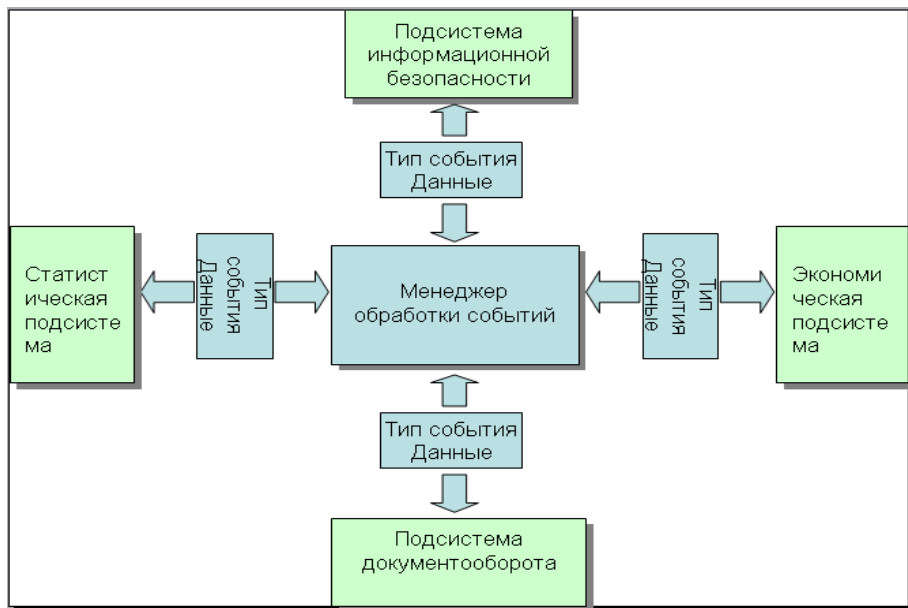 Подсистема
информационной
безопасности
Тип события
Данные
Статист
ическая
подсисте
ма
Тип
события
Данные
Менеджер
обработки событий
Тип
события
Данные
Экономи
ческая
подсисте
ма
Тип события
Данные
Подсистема
документооборота